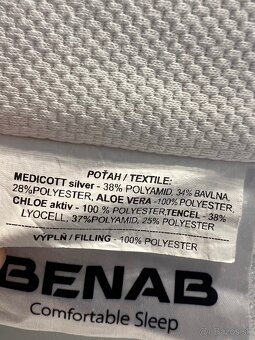 POŤAH / TEXTILE:
MEDICOTT silver - 38% POLYAMID, 34% BAVLNA,
28%POLYESTER, ALOE VERA -100% POLYESTER,
CHLOE aktiv - 100 % POLYESTER,TENCEL - 38%
LYOCELL, 37%POLYAMID, 25% POLYESTER
VÝPLŇ / FILLING - 100% POLYESTER
BENAB
Comfortable Sleep